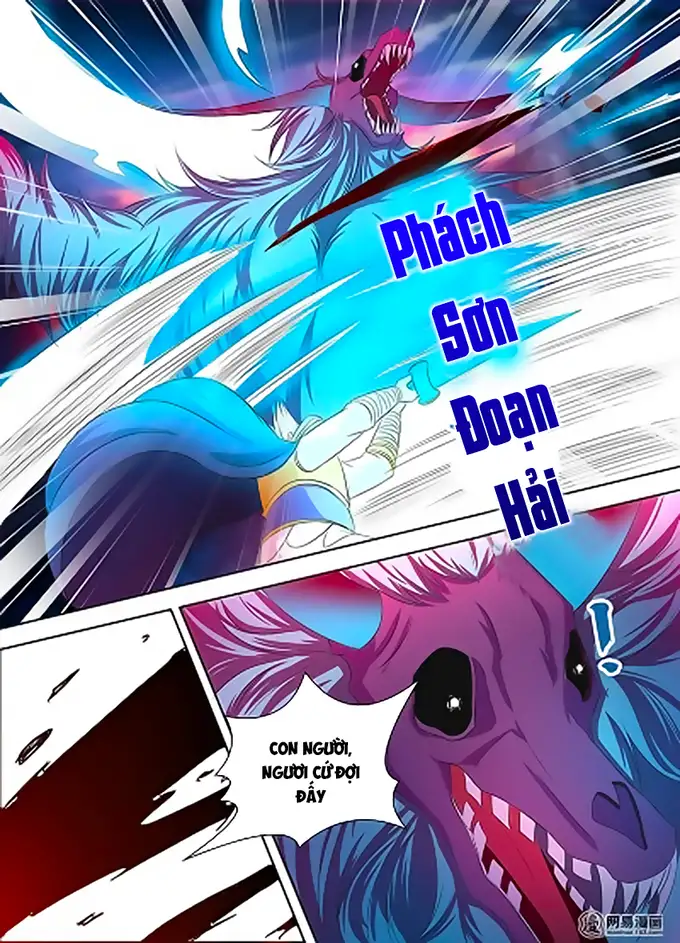 Phách
Sơn
Đoạn
Hải
!
CON NGƯỜI,
NGƯƠI CỨ ĐỢI
ĐẤY
网易漫画